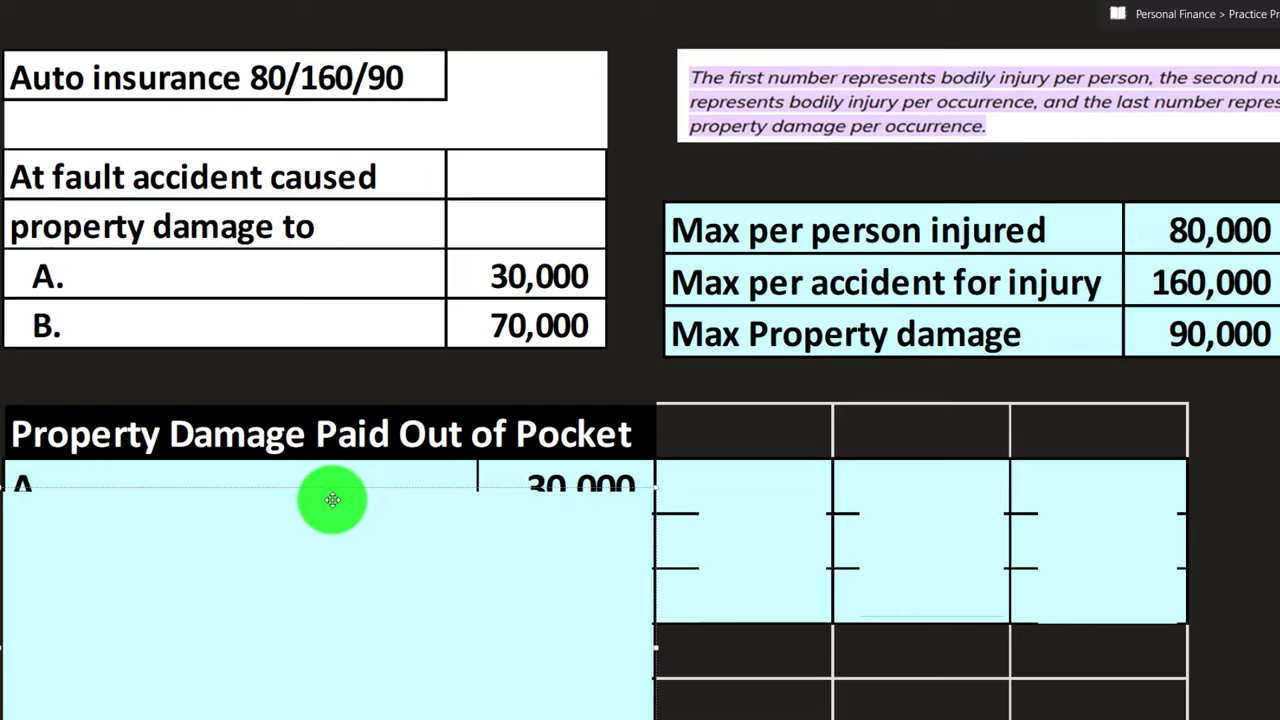 Personal Finance > Practice Pr
Auto insurance 80/160/90
The first number represents bodily injury per person, the second nu
represents bodily injury per occurrence, and the last number repres
property damage per occurrence.
At fault accident caused
property damage to
A. 30,000
B. 70,000
Max per person injured 80,000
Max per accident for injury 160,000
Max Property damage 90,000
Property Damage Paid Out of Pocket
A 30,000